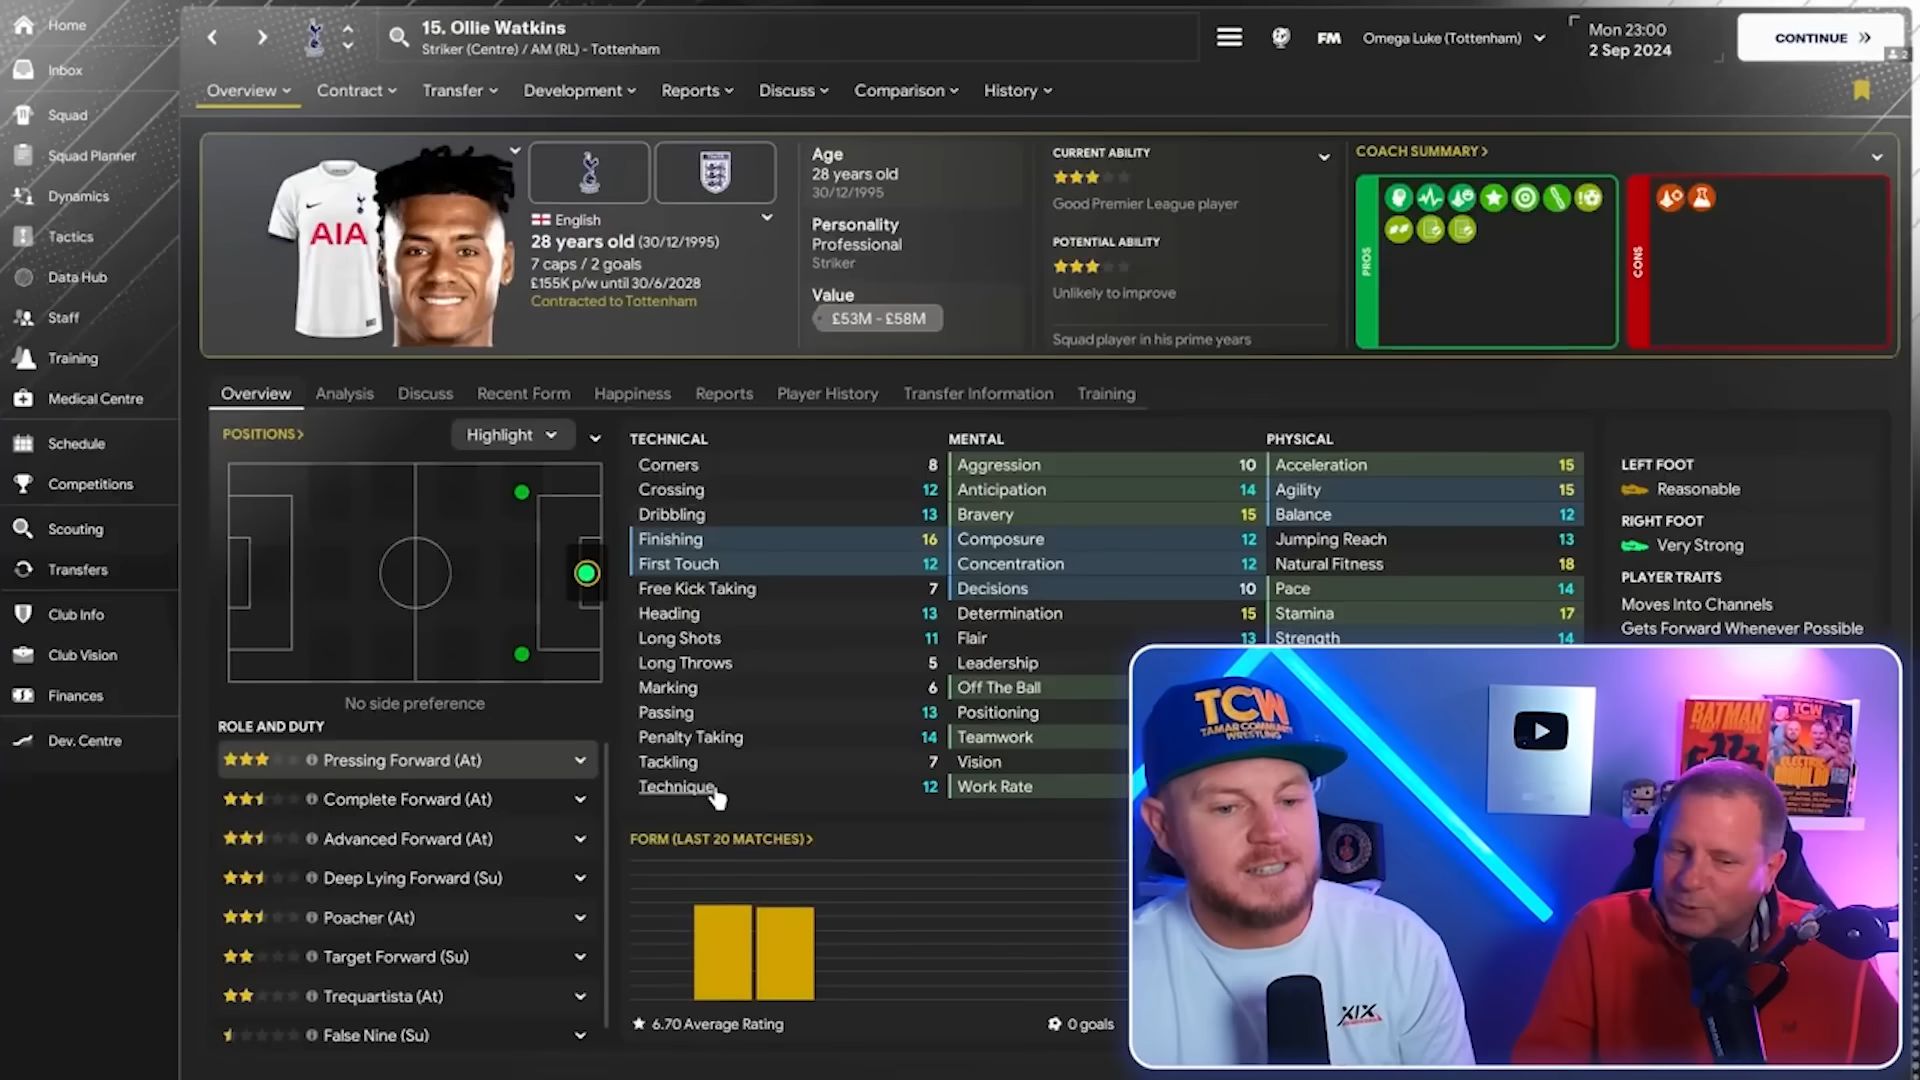 Home
Inbox
Squad
Squad Planner
Dynamics
Tactics
Data Hub
Staff
Training
Medical Centre
Schedule
Competitions
Scouting
Transfers
Club Info
Club Vision
Finances
Dev. Centre
15. Ollie Watkins
Striker (Centre) / AM (RL) - Tottenham
FM
Omega Luke (Tottenham)
Mon 23:00
2 Sep 2024
CONTINUE
2
Overview Contract Transfer Development Reports Discuss Comparison History
AIA
English
28 years old (30/12/1995)
7 caps / 2 goals
£155K p/w until 30/6/2028
Contracted to Tottenham
Age
28 years old
30/12/1995
Personality
Professional
Striker
Value
£53M - £58M
CURRENT ABILITY
Good Premier League player
POTENTIAL ABILITY
Unlikely to improve
Squad player in his prime years
COACH SUMMARY >
PROS
CONS
Overview Analysis Discuss Recent Form Happiness Reports Player History Transfer Information Training
POSITIONS >
Highlight
No side preference
ROLE AND DUTY
Pressing Forward (At)
Complete Forward (At)
Advanced Forward (At)
Deep Lying Forward (Su)
Poacher (At)
Target Forward (Su)
Trequartista (At)
False Nine (Su)
TECHNICAL
Corners 8
Crossing 12
Dribbling 13
Finishing 16
First Touch 12
Free Kick Taking 7
Heading 13
Long Shots 11
Long Throws 5
Marking 6
Passing 13
Penalty Taking 14
Tackling 7
Technique 12
MENTAL
Aggression 10
Anticipation 14
Bravery 15
Composure 12
Concentration 12
Decisions 10
Determination 15
Flair 13
Leadership
Off The Ball
Positioning
Teamwork
Vision
Work Rate
PHYSICAL
Acceleration 15
Agility 15
Balance 12
Jumping Reach 13
Natural Fitness 18
Pace 14
Stamina 17
Strength 14
LEFT FOOT
Reasonable
RIGHT FOOT
Very Strong
PLAYER TRAITS
Moves Into Channels
Gets Forward Whenever Possible
FORM (LAST 20 MATCHES) >
6.70 Average Rating
0 goals
TCW
TAMAR COMMUNITY
WRESTLING
BATMAN
TCW
XIX